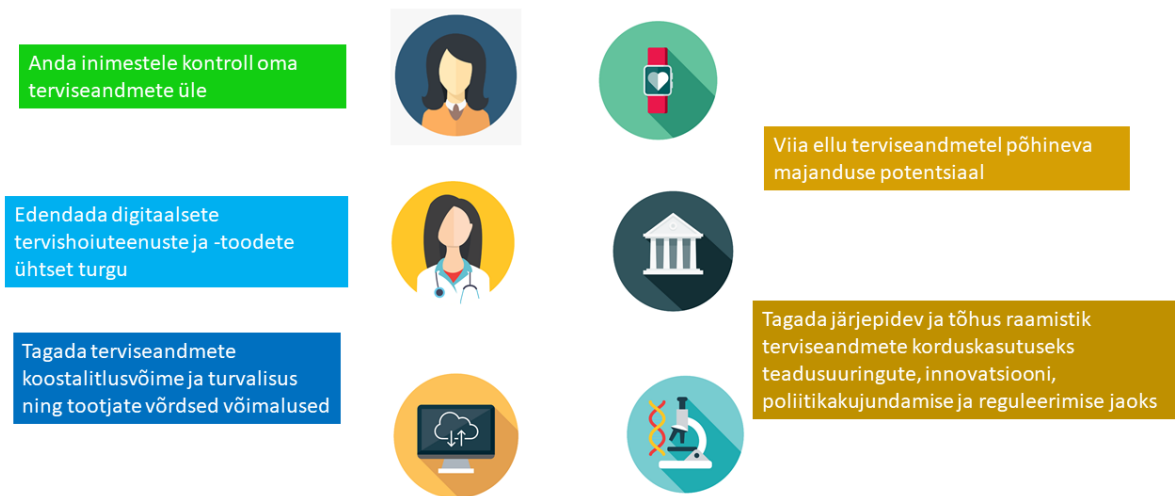 Anda inimestele kontroll oma
terviseandmete üle
Edendada digitaalsete
tervishoiuteenuste ja -toodete
ühtset turgu
Tagada terviseandmete
koostalitlusvõime ja turvalisus
ning tootjate võrdsed võimalused
Viia ellu terviseandmetel põhineva
majanduse potentsiaal
Tagada järjepidev ja tõhus raamistik
terviseandmete korduskasutuseks
teadusuuringute, innovatsiooni,
poliitikakujundamise ja reguleerimise jaoks